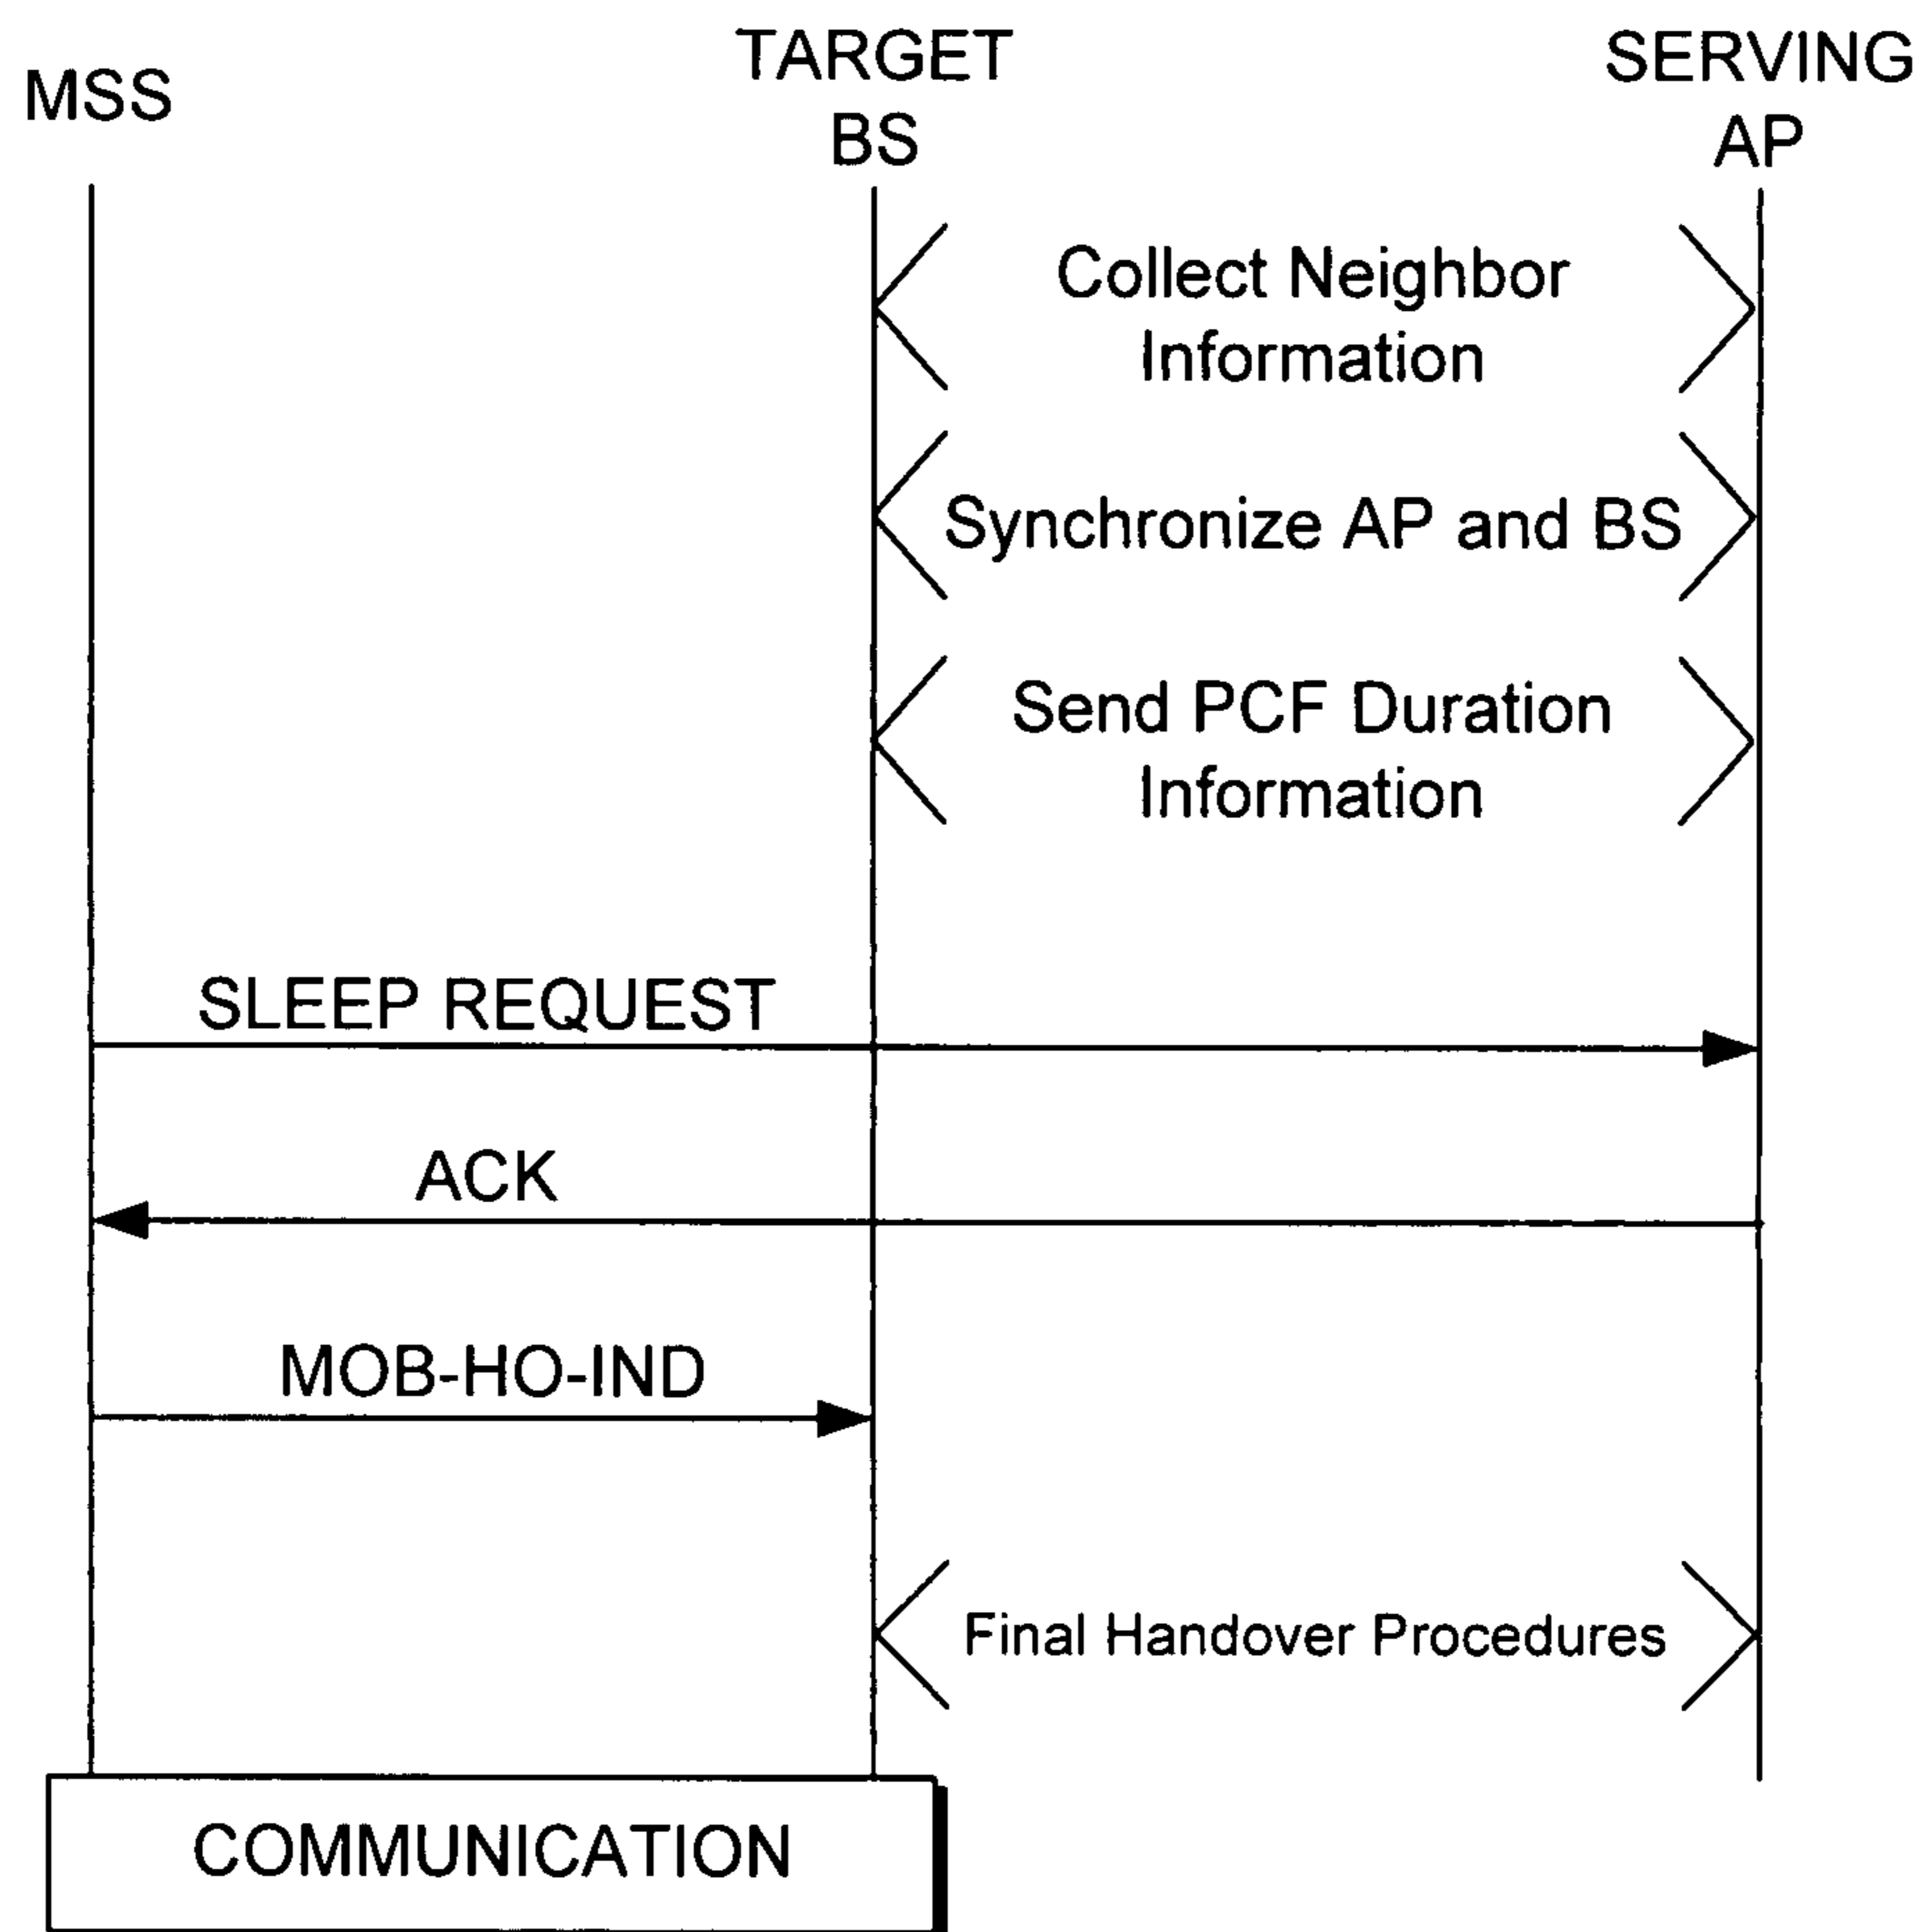 MSS
TARGET
BS
SERVING
AP
Collect Neighbor
Information
Synchronize AP and BS
Send PCF Duration
Information
SLEEP REQUEST
ACK
MOB-HO-IND
Final Handover Procedures
COMMUNICATION